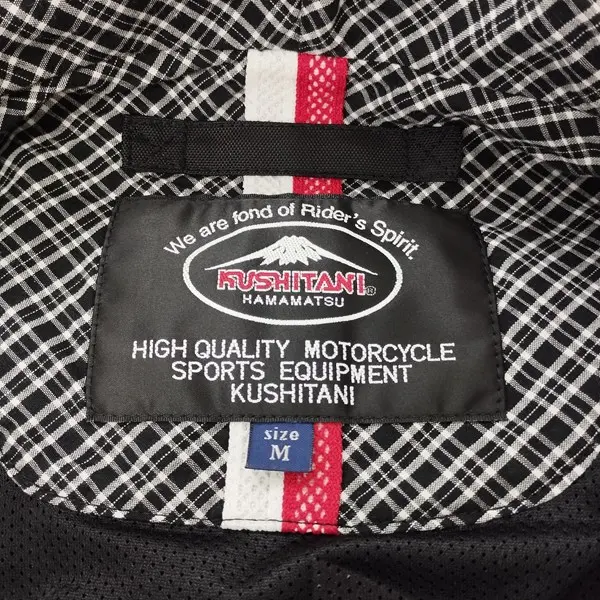 We are fond of Rider's Spirit.
KUSHITANI®
HAMAMATSU
HIGH QUALITY MOTORCYCLE
SPORTS EQUIPMENT
KUSHITANI
size
M